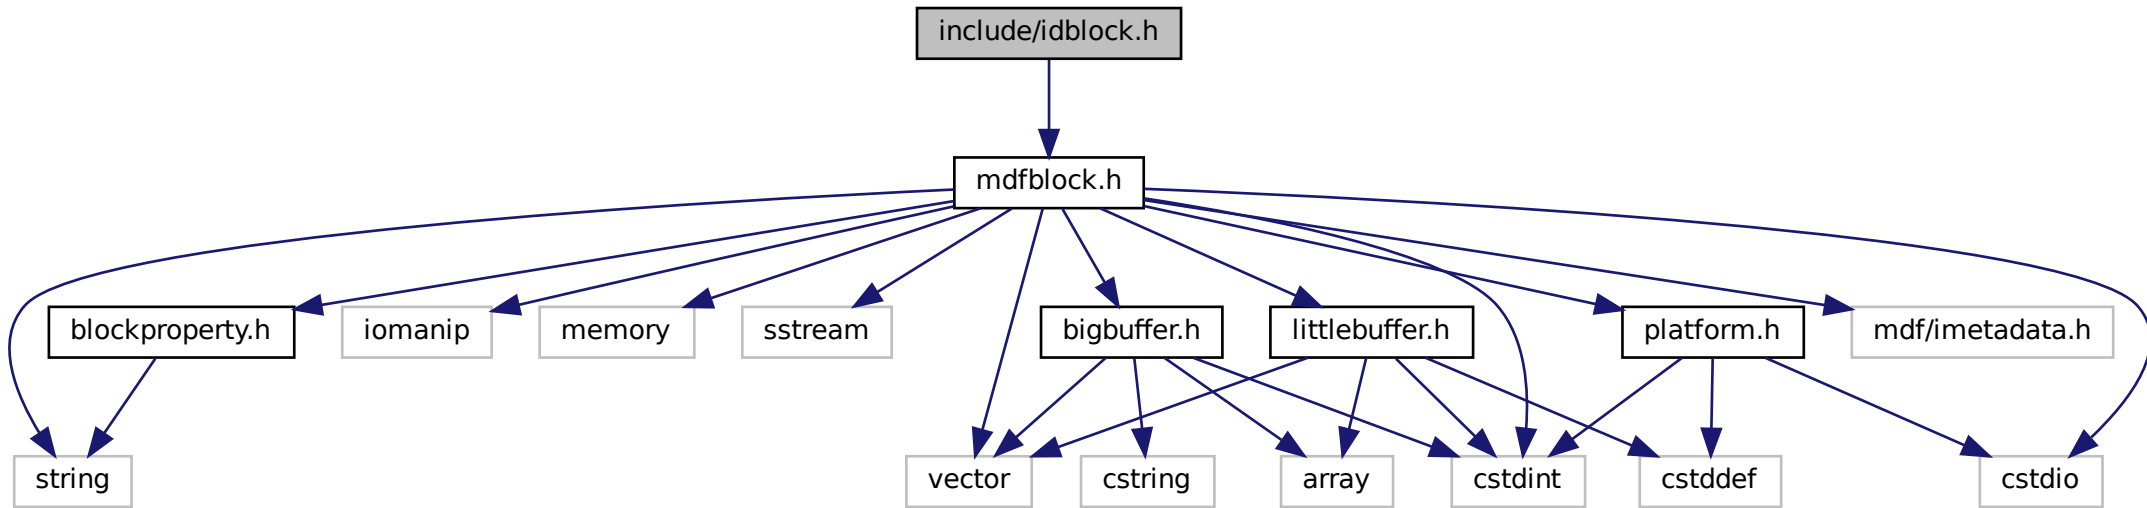 include/idblock.h
mdfblock.h
blockproperty.h
iomanip
memory
sstream
bigbuffer.h
littlebuffer.h
platform.h
mdf/imetadata.h
string
vector
cstring
array
cstdint
cstddef
cstdio